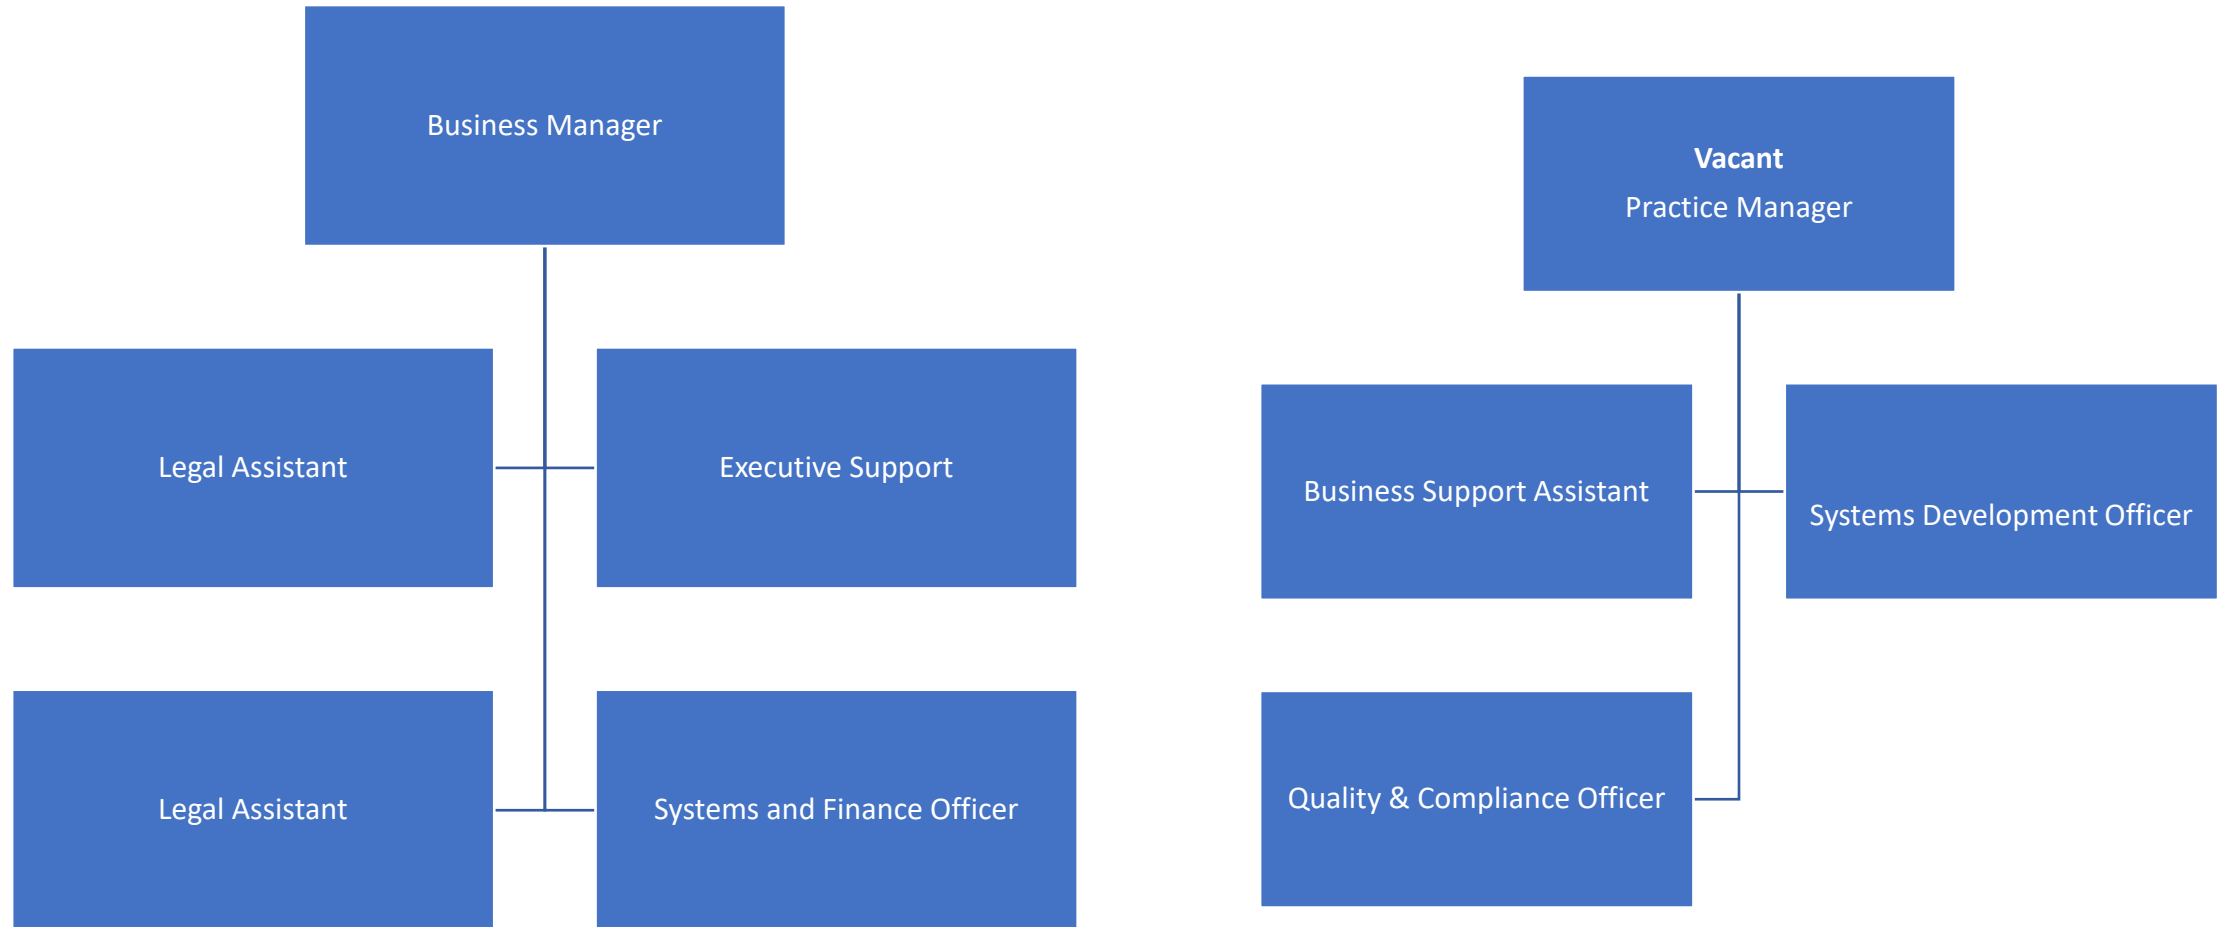 Business Manager
Legal Assistant
Executive Support
Legal Assistant
Systems and Finance Officer
Vacant
Practice Manager
Business Support Assistant
Systems Development Officer
Quality & Compliance Officer